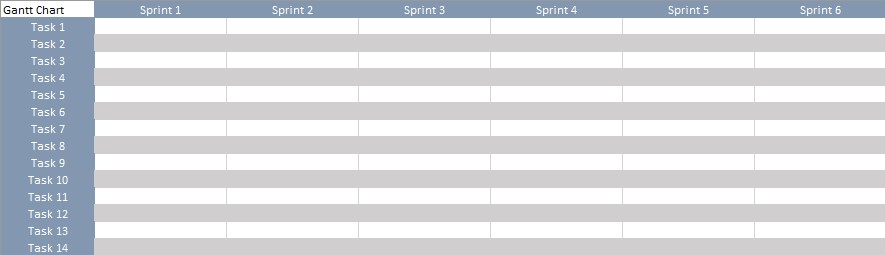 Gantt Chart Sprint 1 Sprint 2 Sprint 3 Sprint 4 Sprint 5 Sprint 6
Task 1
Task 2
Task 3
Task 4
Task 5
Task 6
Task 7
Task 8
Task 9
Task 10
Task 11
Task 12
Task 13
Task 14